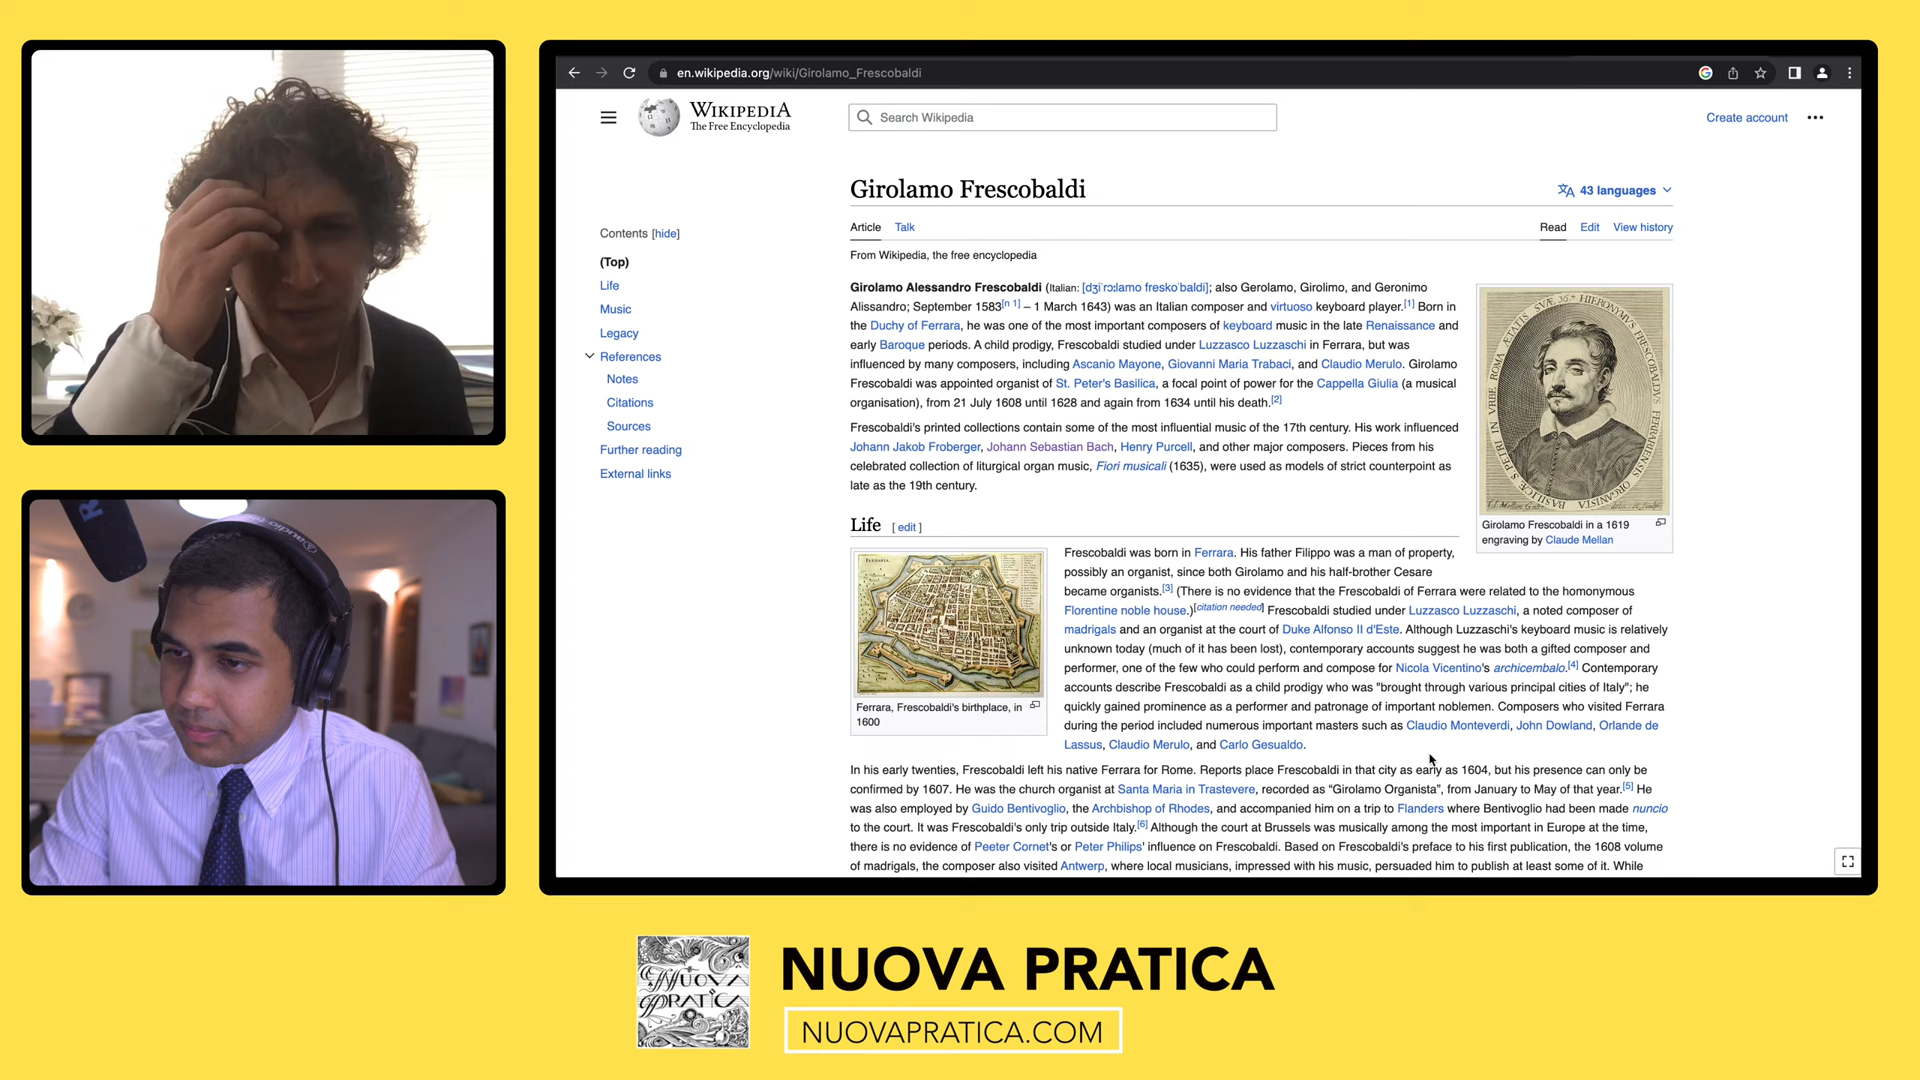 en.wikipedia.org/wiki/Girolamo_Frescobaldi
WIKIPEDIA
The Free Encyclopedia
Search Wikipedia
Create account
Girolamo Frescobaldi
43 languages
Article Talk
Read Edit View history
From Wikipedia, the free encyclopedia
Contents [hide]
(Top)
Life
Music
Legacy
References
Notes
Citations
Sources
Further reading
External links
Girolamo Alessandro Frescobaldi (Italian: [dʒiˈrɔːlamo freskoˈbaldi]; also Gerolamo, Girolimo, and Geronimo
Alissandro; September 1583[n 1] – 1 March 1643) was an Italian composer and virtuoso keyboard player.[1] Born in
the Duchy of Ferrara, he was one of the most important composers of keyboard music in the late Renaissance and
early Baroque periods. A child prodigy, Frescobaldi studied under Luzzasco Luzzaschi in Ferrara, but was
influenced by many composers, including Ascanio Mayone, Giovanni Maria Trabaci, and Claudio Merulo. Girolamo
Frescobaldi was appointed organist of St. Peter's Basilica, a focal point of power for the Cappella Giulia (a musical
organisation), from 21 July 1608 until 1628 and again from 1634 until his death.[2]
Frescobaldi's printed collections contain some of the most influential music of the 17th century. His work influenced
Johann Jakob Froberger, Johann Sebastian Bach, Henry Purcell, and other major composers. Pieces from his
celebrated collection of liturgical organ music, Fiori musicali (1635), were used as models of strict counterpoint as
late as the 19th century.
Girolamo Frescobaldi in a 1619
engraving by Claude Mellan
Life [ edit ]
FERRARIA
Ferrara, Frescobaldi's birthplace, in
1600
Frescobaldi was born in Ferrara. His father Filippo was a man of property,
possibly an organist, since both Girolamo and his half-brother Cesare
became organists.[3] (There is no evidence that the Frescobaldi of Ferrara were related to the homonymous
Florentine noble house.)[citation needed] Frescobaldi studied under Luzzasco Luzzaschi, a noted composer of
madrigals and an organist at the court of Duke Alfonso II d'Este. Although Luzzaschi's keyboard music is relatively
unknown today (much of it has been lost), contemporary accounts suggest he was both a gifted composer and
performer, one of the few who could perform and compose for Nicola Vicentino's archicembalo.[4] Contemporary
accounts describe Frescobaldi as a child prodigy who was "brought through various principal cities of Italy"; he
quickly gained prominence as a performer and patronage of important noblemen. Composers who visited Ferrara
during the period included numerous important masters such as Claudio Monteverdi, John Dowland, Orlande de
Lassus, Claudio Merulo, and Carlo Gesualdo.
In his early twenties, Frescobaldi left his native Ferrara for Rome. Reports place Frescobaldi in that city as early as 1604, but his presence can only be
confirmed by 1607. He was the church organist at Santa Maria in Trastevere, recorded as “Girolamo Organista”, from January to May of that year.[5] He
was also employed by Guido Bentivoglio, the Archbishop of Rhodes, and accompanied him on a trip to Flanders where Bentivoglio had been made nuncio
to the court. It was Frescobaldi's only trip outside Italy.[6] Although the court at Brussels was musically among the most important in Europe at the time,
there is no evidence of Peeter Cornet's or Peter Philips' influence on Frescobaldi. Based on Frescobaldi's preface to his first publication, the 1608 volume
of madrigals, the composer also visited Antwerp, where local musicians, impressed with his music, persuaded him to publish at least some of it. While
audio-technica
NUOVA
PRATICA
NUOVA PRATICA
NUOVAPRATICA.COM